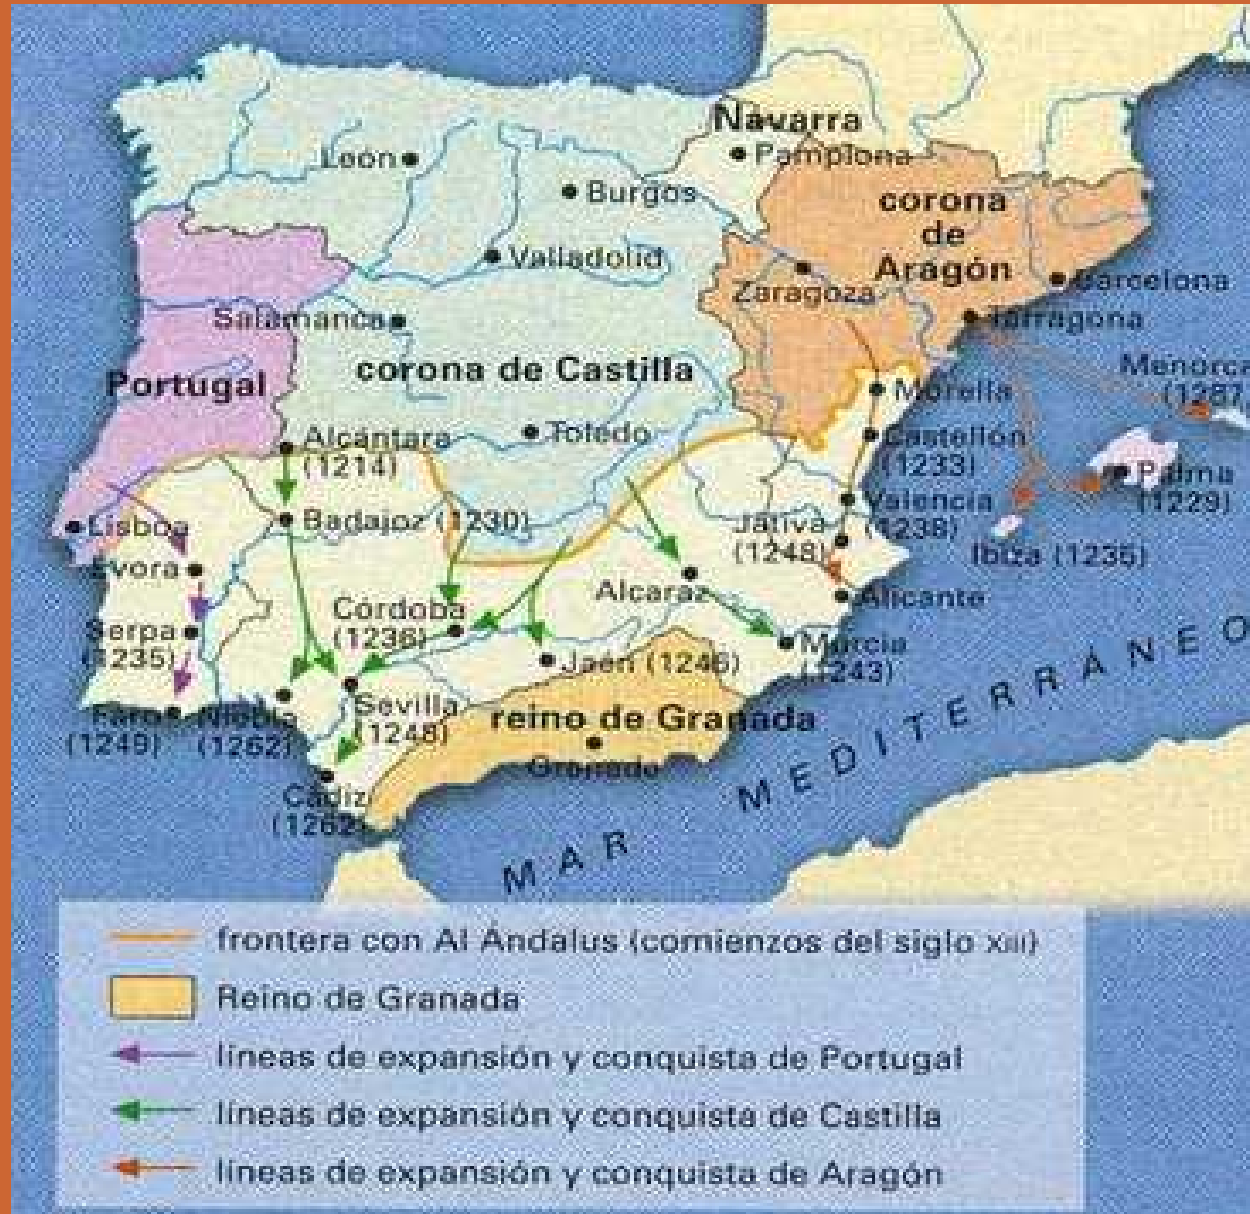 Navarra
León
Pamplona
Burgos
corona
de
Aragón
Valladolid
Zaragoza
Barcelona
Salamanca
Tarragona
corona de Castilla
Portugal
Menorca
(1287
Morella
Alcántara
(1214)
Toledo
Castellón
(1233)
Palma
(1229)
Lisboa
Badajoz (1230)
Valencia
(1238)
Játiva
(1248)
Ibiza (1235)
Evora
Alcaraz
Alicante
Córdoba
(1236)
Serpa
(1235)
Murcia
(1243)
Jaén (1246)
Faro
(1249)
Niebla
(1262)
Sevilla
(1248)
reino de Granada
Granada
Cádiz
(1262)
MAR MEDITERRÁNEO
frontera con Al Ándalus (comienzos del siglo XIII)
Reino de Granada
líneas de expansión y conquista de Portugal
líneas de expansión y conquista de Castilla
líneas de expansión y conquista de Aragón